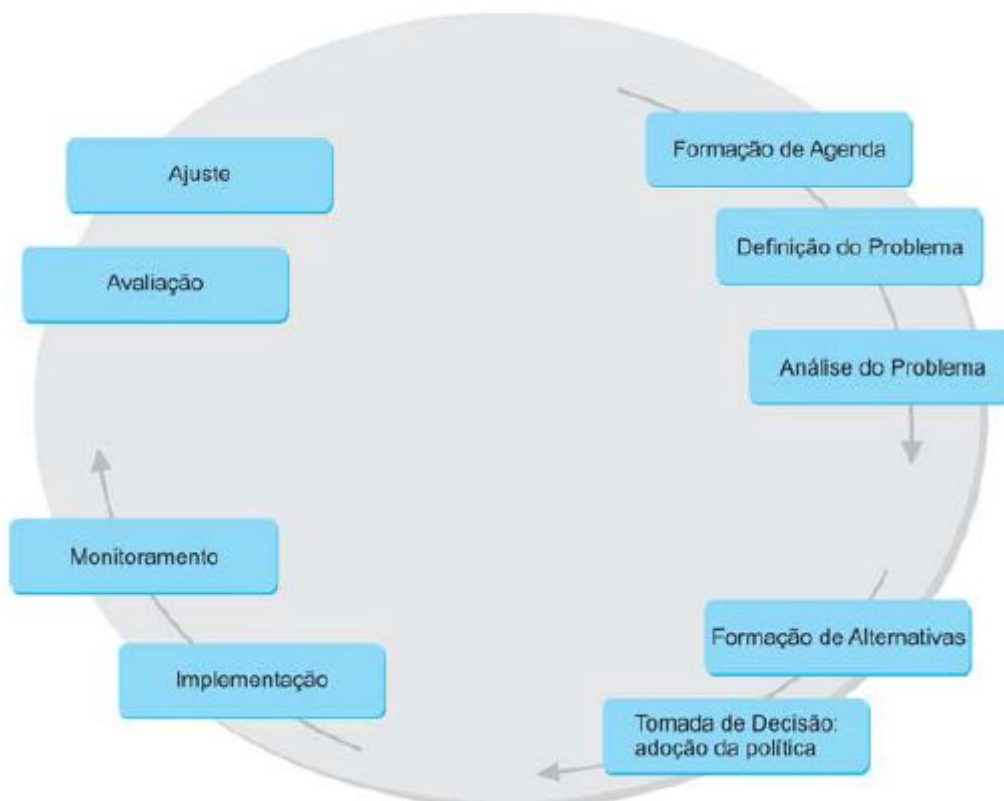 Formação de Agenda
Definição do Problema
Análise do Problema
Formação de Alternativas
Tomada de Decisão:
adoção da política
Implementação
Monitoramento
Avaliação
Ajuste